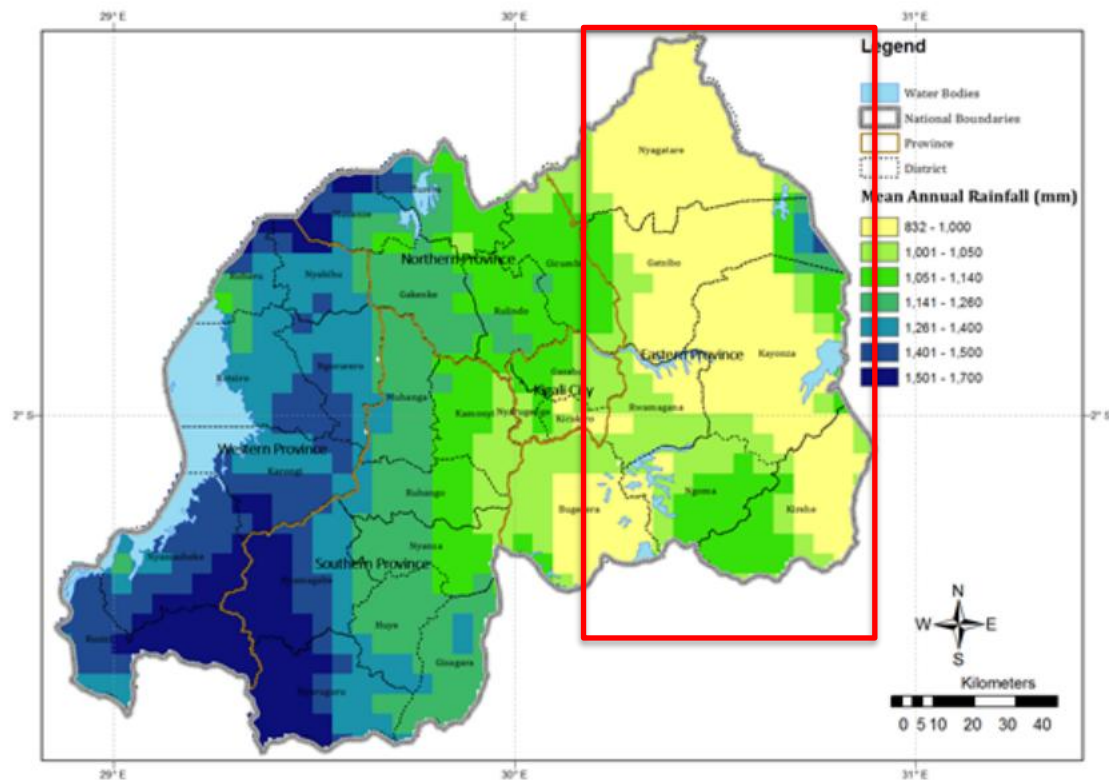 29° E
30° E
31° E
Legend
Water Bodies
National Boundaries
Province
District
Mean Annual Rainfall (mm)
832 - 1,000
1,001 - 1,050
1,051 - 1,140
1,141 - 1,260
1,261 - 1,400
1,401 - 1,500
1,501 - 1,700
Nyagatare
Northern Province
Gicumbi
Gatsibo
Nyabihu
Gakenke
Rulindo
Eastern Province
Kayonza
Ngororero
Kigali City
Muhanga
Kamonyi
Rwamagana
2° S
2° S
Western Province
Karongi
Ruhango
Ngoma
Bugesera
Kirehe
Nyanza
Nyamasheke
Southern Province
Nyamagabe
Huye
Gisagara
Nyaruguru
N
W
E
S
Kilometers
0 5 10 20 30 40
29° E
30° E
31° E